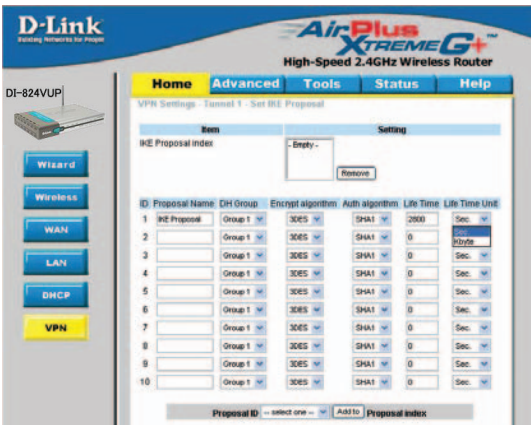 D-Link
Building Networks for People
AirPlus
XTREME G+™
High-Speed 2.4GHz Wireless Router
DI-824VUP
Home Advanced Tools Status Help
VPN Settings - Tunnel 1 - Set IKE Proposal
Item Setting
IKE Proposal index - Empty -
Remove
Wizard
Wireless
WAN
LAN
DHCP
VPN
ID Proposal Name DH Group Encrypt algorithm Auth algorithm Life Time Life Time Unit
1 IKE Proposal Group 1 3DES SHA1 2800 Sec.
Sec.
Kbyte
2 Group 1 3DES SHA1 0
3 Group 1 3DES SHA1 0 Sec.
4 Group 1 3DES SHA1 0 Sec.
5 Group 1 3DES SHA1 0 Sec.
6 Group 1 3DES SHA1 0 Sec.
7 Group 1 3DES SHA1 0 Sec.
8 Group 1 3DES SHA1 0 Sec.
9 Group 1 3DES SHA1 0 Sec.
10 Group 1 3DES SHA1 0 Sec.
Proposal ID -- select one -- Add to Proposal index